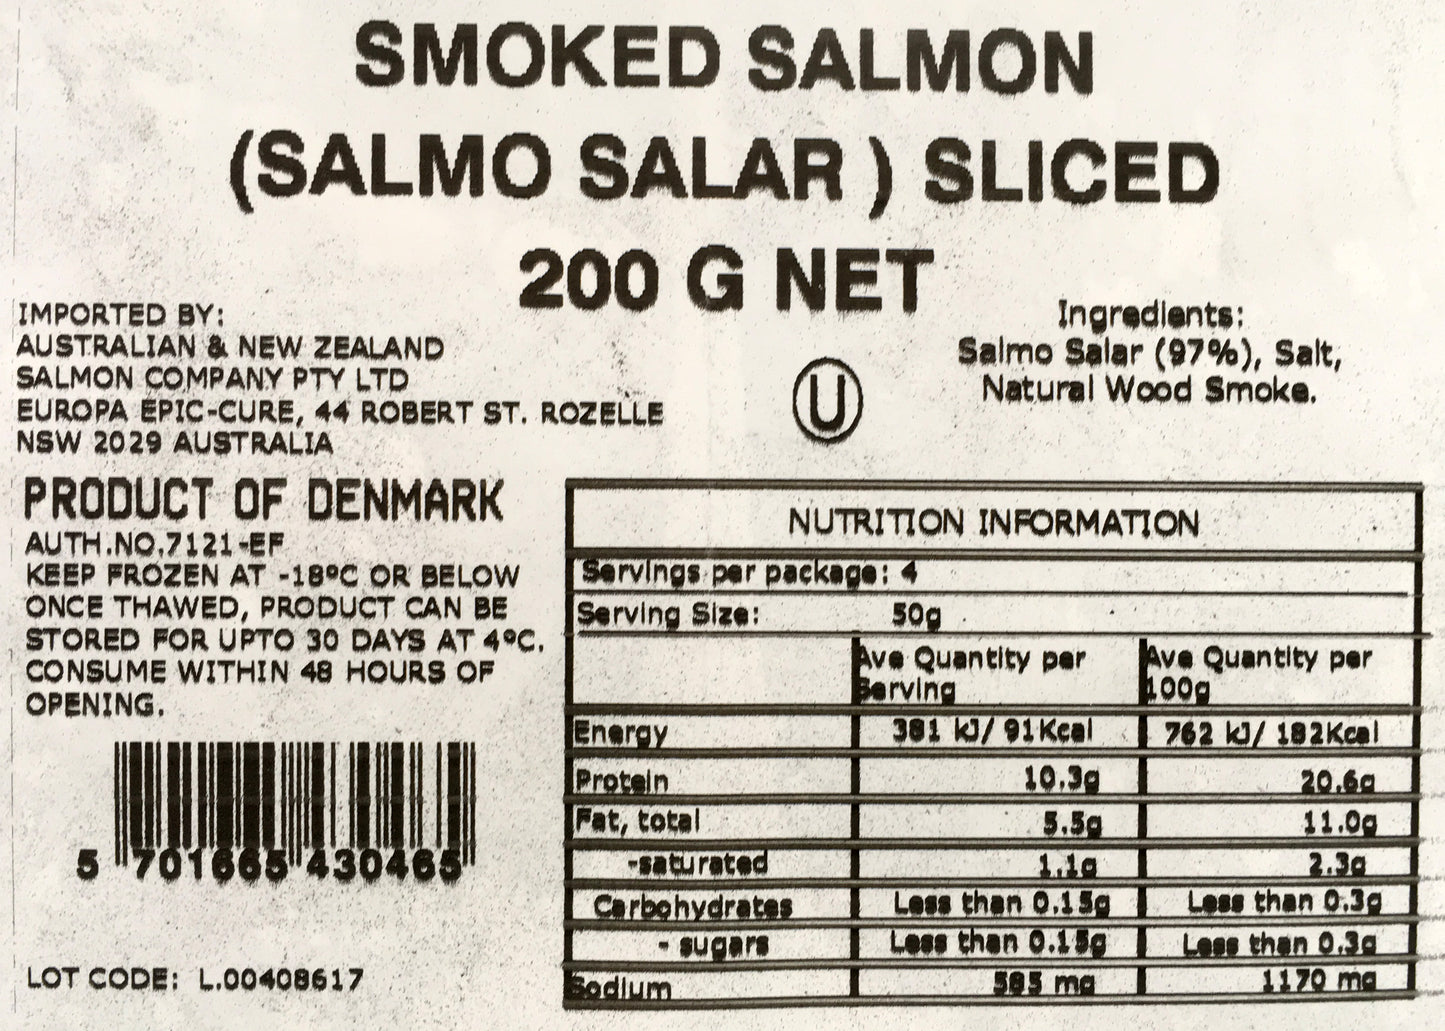 SMOKED SALMON
(SALMO SALAR ) SLICED
200 G NET
IMPORTED BY:
AUSTRALIAN & NEW ZEALAND
SALMON COMPANY PTY LTD
EUROPA EPIC-CURE, 44 ROBERT ST. ROZELLE
NSW 2029 AUSTRALIA
U
Ingredients:
Salmo Salar (97%), Salt,
Natural Wood Smoke.
PRODUCT OF DENMARK
AUTH.NO.7121-EF
KEEP FROZEN AT -18ºC OR BELOW
ONCE THAWED, PRODUCT CAN BE
STORED FOR UPTO 30 DAYS AT 4ºC.
CONSUME WITHIN 48 HOURS OF
OPENING.
5 701665 430465
LOT CODE: L.00408617
NUTRITION INFORMATION
Servings per package: 4
Serving Size: 50g
Ave Quantity per Serving Ave Quantity per 100g
Energy 381 kJ/ 91Kcal 762 kJ/ 182Kcal
Protein 10.3g 20.6g
Fat, total 5.5g 11.0g
-saturated 1.1g 2.3g
Carbohydrates Less than 0.15g Less than 0.3g
- sugars Less than 0.15g Less than 0.3g
Sodium 585 mg 1170 mg